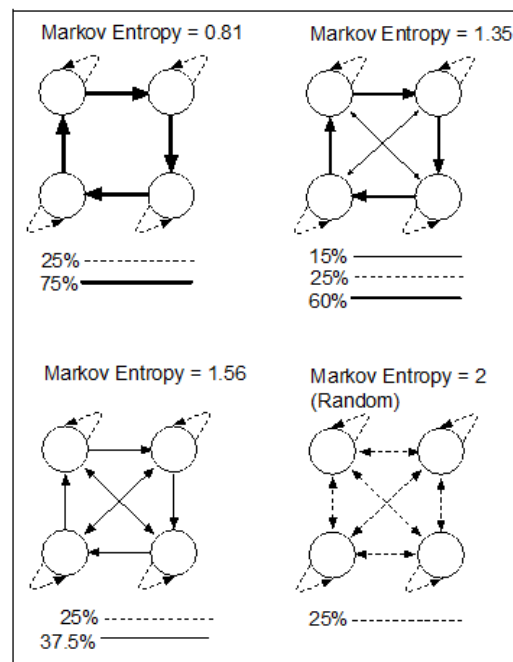 Markov Entropy = 0.81
Markov Entropy = 1.35
25%
75%
15%
25%
60%
Markov Entropy = 1.56
Markov Entropy = 2
(Random)
25%
37.5%
25%